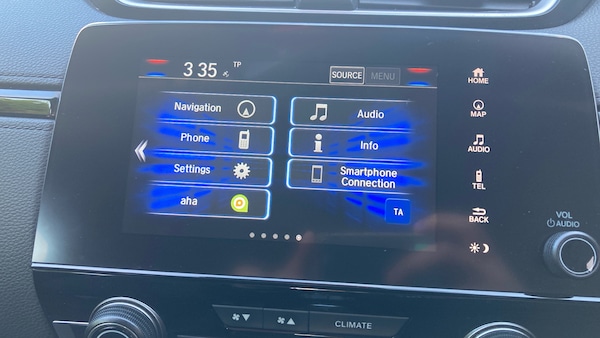 3 35
TP
SOURCE
MENU
Navigation
Audio
Phone
Info
Settings
Smartphone
Connection
aha
TA
HOME
MAP
AUDIO
TEL
BACK
VOL
AUDIO
CLIMATE